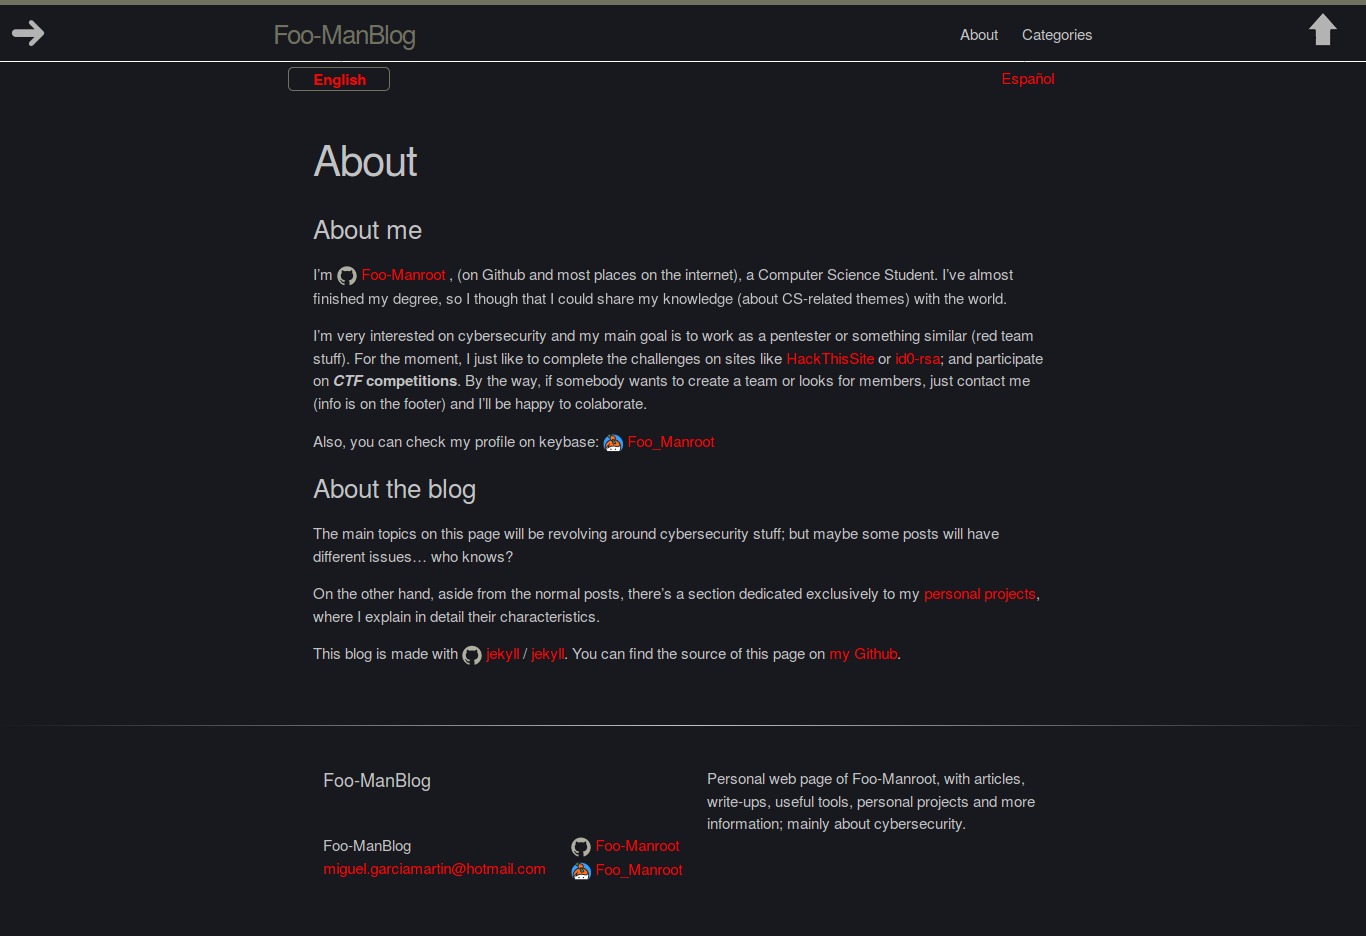 Foo-ManBlog
About Categories
English
Español
About
About me
I'm Foo-Manroot , (on Github and most places on the internet), a Computer Science Student. I've almost
finished my degree, so I though that I could share my knowledge (about CS-related themes) with the world.
I'm very interested on cybersecurity and my main goal is to work as a pentester or something similar (red team
stuff). For the moment, I just like to complete the challenges on sites like HackThisSite or id0-rsa; and participate
on CTF competitions. By the way, if somebody wants to create a team or looks for members, just contact me
(info is on the footer) and I'll be happy to colaborate.
Also, you can check my profile on keybase: Foo_Manroot
About the blog
The main topics on this page will be revolving around cybersecurity stuff; but maybe some posts will have
different issues… who knows?
On the other hand, aside from the normal posts, there's a section dedicated exclusively to my personal projects,
where I explain in detail their characteristics.
This blog is made with jekyll / jekyll. You can find the source of this page on my Github.
Foo-ManBlog
Foo-ManBlog
miguel.garciamartin@hotmail.com
Foo-Manroot
Foo_Manroot
Personal web page of Foo-Manroot, with articles,
write-ups, useful tools, personal projects and more
information; mainly about cybersecurity.